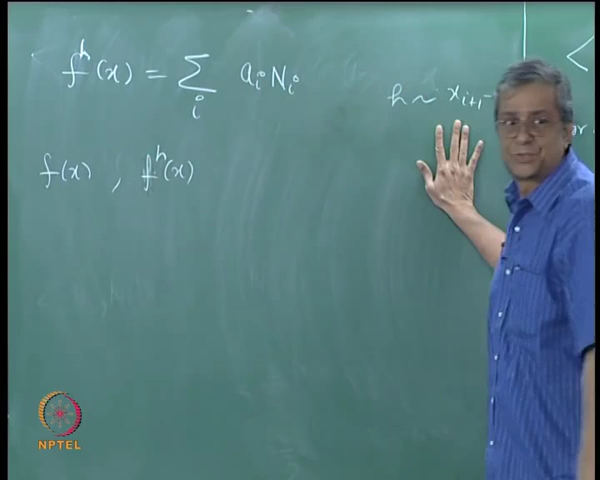 f^h(x) = Σ_i a_i N_i
h ~ x_{i+1} -
f(x) , f^h(x)
NPTEL